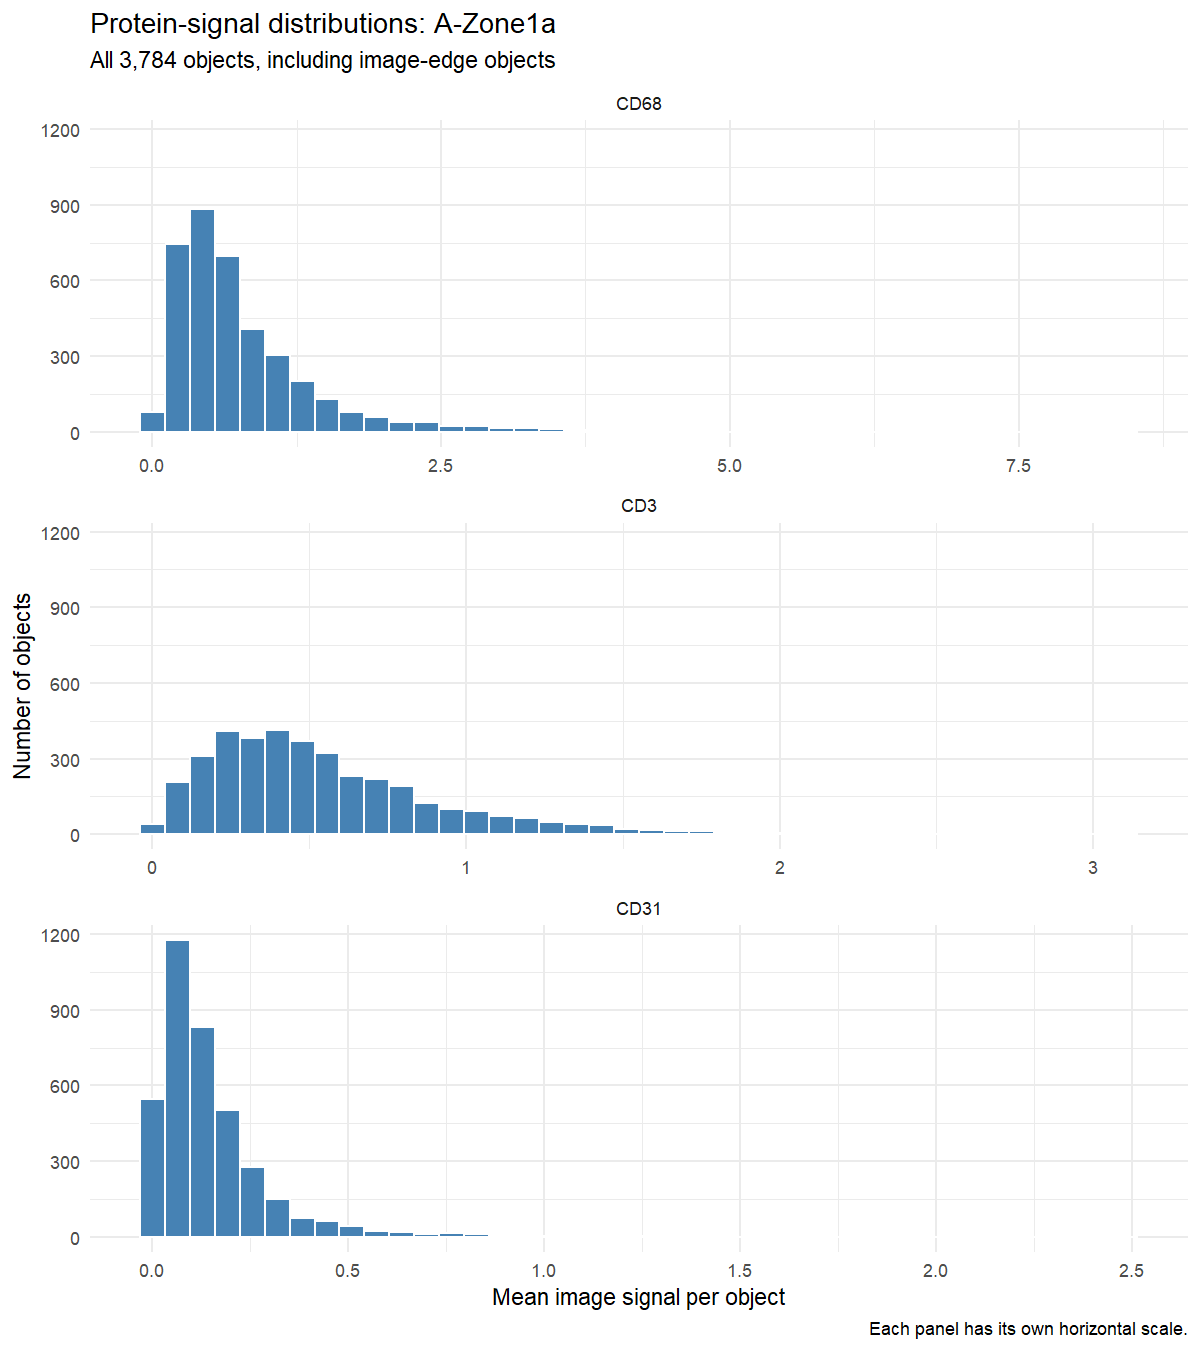 Protein-signal distributions: A-Zone1a
All 3,784 objects, including image-edge objects
CD68
1200
900
600
300
0
0.0 2.5 5.0 7.5
CD3
1200
900
600
300
0
0 1 2 3
Number of objects
CD31
1200
900
600
300
0
0.0 0.5 1.0 1.5 2.0 2.5
Mean image signal per object
Each panel has its own horizontal scale.